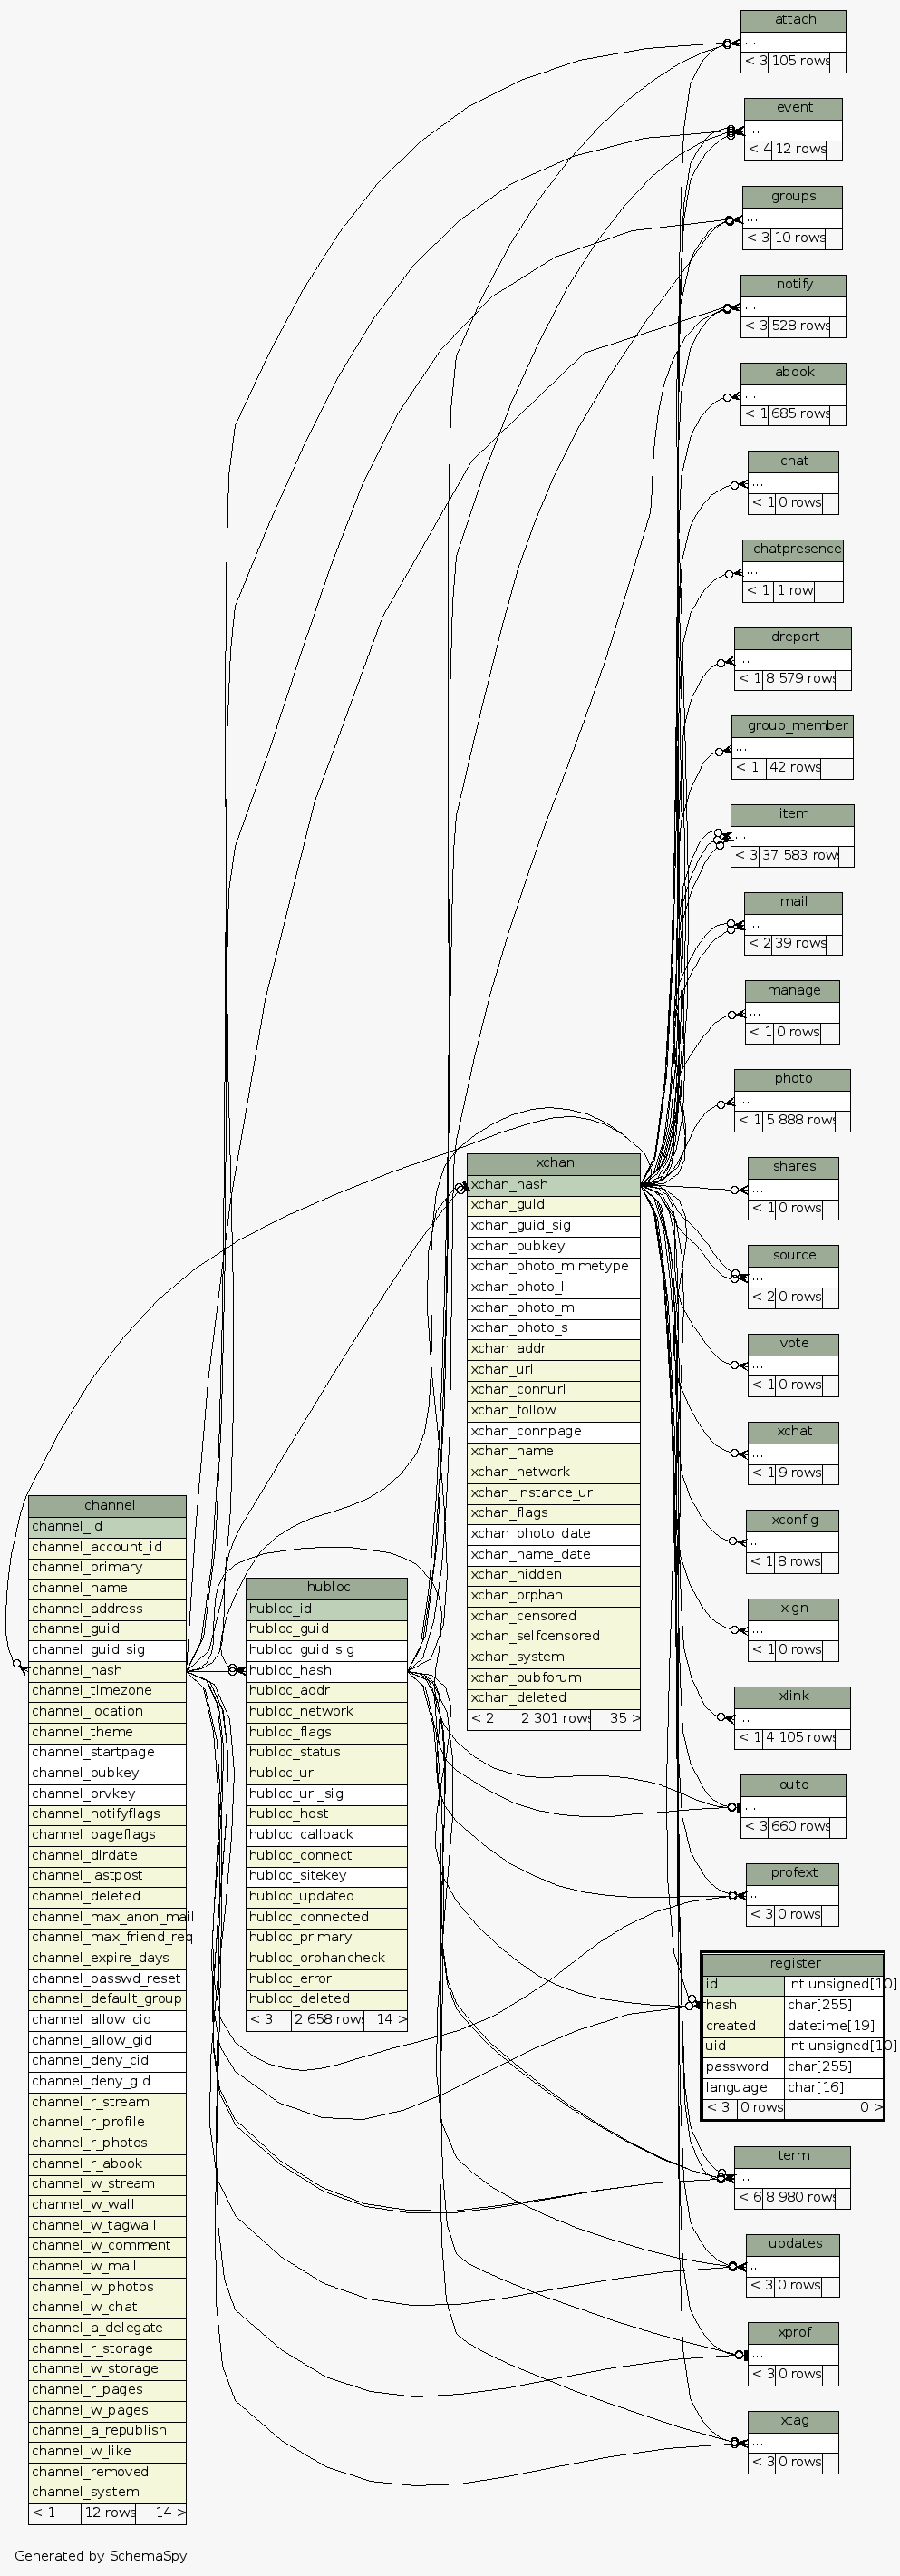 attach
...
< 3 105 rows
event
...
< 4 12 rows
groups
...
< 3 10 rows
notify
...
< 3 528 rows
abook
...
< 1 685 rows
chat
...
< 1 0 rows
chatpresence
...
< 1 1 row
dreport
...
< 1 8 579 rows
group_member
...
< 1 42 rows
item
...
< 3 37 583 rows
mail
...
< 2 39 rows
manage
...
< 1 0 rows
photo
...
< 1 5 888 rows
shares
...
< 1 0 rows
source
...
< 2 0 rows
vote
...
< 1 0 rows
xchat
...
< 1 9 rows
xconfig
...
< 1 8 rows
xign
...
< 1 0 rows
xlink
...
< 1 4 105 rows
outq
...
< 3 660 rows
profext
...
< 3 0 rows
register
id int unsigned[10]
hash char[255]
created datetime[19]
uid int unsigned[10]
password char[255]
language char[16]
< 3 0 rows 0 >
term
...
< 6 8 980 rows
updates
...
< 3 0 rows
xprof
...
< 3 0 rows
xtag
...
< 3 0 rows
xchan
xchan_hash
xchan_guid
xchan_guid_sig
xchan_pubkey
xchan_photo_mimetype
xchan_photo_l
xchan_photo_m
xchan_photo_s
xchan_addr
xchan_url
xchan_connurl
xchan_follow
xchan_connpage
xchan_name
xchan_network
xchan_instance_url
xchan_flags
xchan_photo_date
xchan_name_date
xchan_hidden
xchan_orphan
xchan_censored
xchan_selfcensored
xchan_system
xchan_pubforum
xchan_deleted
< 2 2 301 rows 35 >
hubloc
hubloc_id
hubloc_guid
hubloc_guid_sig
hubloc_hash
hubloc_addr
hubloc_network
hubloc_flags
hubloc_status
hubloc_url
hubloc_url_sig
hubloc_host
hubloc_callback
hubloc_connect
hubloc_sitekey
hubloc_updated
hubloc_connected
hubloc_primary
hubloc_orphancheck
hubloc_error
hubloc_deleted
< 3 2 658 rows 14 >
channel
channel_id
channel_account_id
channel_primary
channel_name
channel_address
channel_guid
channel_guid_sig
channel_hash
channel_timezone
channel_location
channel_theme
channel_startpage
channel_pubkey
channel_prvkey
channel_notifyflags
channel_pageflags
channel_dirdate
channel_lastpost
channel_deleted
channel_max_anon_mail
channel_max_friend_req
channel_expire_days
channel_passwd_reset
channel_default_group
channel_allow_cid
channel_allow_gid
channel_deny_cid
channel_deny_gid
channel_r_stream
channel_r_profile
channel_r_photos
channel_r_abook
channel_w_stream
channel_w_wall
channel_w_tagwall
channel_w_comment
channel_w_mail
channel_w_photos
channel_w_chat
channel_a_delegate
channel_r_storage
channel_w_storage
channel_r_pages
channel_w_pages
channel_a_republish
channel_w_like
channel_removed
channel_system
< 1 12 rows 14 >
Generated by SchemaSpy